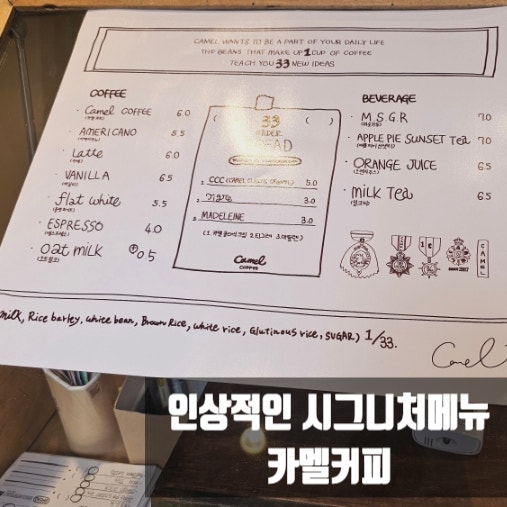 CAMEL WANTS TO BE A PART OF YOUR DAILY LIFE
THE BEANS THAT MAKE UP 1 CUP OF COFFEE
TEACH YOU 33 NEW IDEAS
COFFEE
Camel COFFEE 6.0
AMERICANO 5.5
Latte 6.0
VANILLA 6.5
flat white 5.5
ESPRESSO 4.0
oat milk +0.5
33
CCC (CAMEL 5.0
3.0
MADELEINE 3.0
Camel
COFFEE
BEVERAGE
M.S.G.R 7.0
APPLE PIE SUNSET Tea 7.0
ORANGE JUICE 6.5
milk Tea 6.5
CAMEL
milk, Rice barley, white bean, Brown Rice, white rice, Glutinous rice, SUGAR) 1/33.
Camel
인상적인 시그니처메뉴
카멜커피